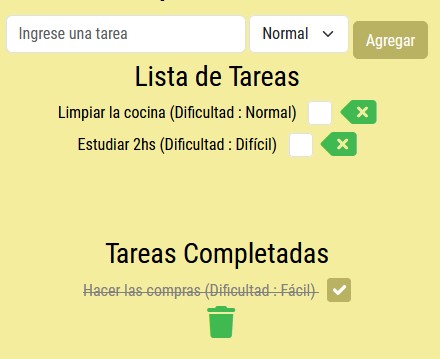 Ingrese una tarea
Normal
Agregar
Lista de Tareas
Limpiar la cocina (Dificultad : Normal)
Estudiar 2hs (Dificultad : Difícil)
Tareas Completadas
Hacer las compras (Dificultad : Fácil)